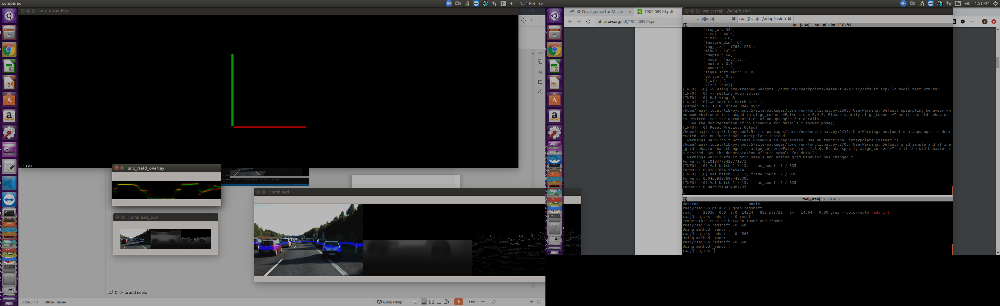 combined
En
1:51 PM
PCL Visualizer
55.5 FPS
unc_field_overlay
combined_low
combined
Click to add notes
Slide 3 / 3
Office Theme
AutoBackup
33%
En
1:51 PM
KL Divergence for Machin
1904.08994.pdf
arxiv.org/pdf/1904.08994.pdf
Y
raaj@raaj: ~/adapfusion
raaj@raaj: ~
raaj@raaj: ~/adapfusion
raaj@raaj: ~/adapfusion 118x39
'crop_w': 384,
'd_max': 40.0,
'd_min': 5.0,
'feature_dim': 64,
'img_size': [768, 256],
'mload': False,
'ndepth': 64,
'nmode': 'exp7_lc',
'pnoise': 0.0,
'qpower': 1.0,
'sigma_soft_max': 10.0,
'softce': 0.3,
't_win': 1,
'viz': True}}
[INFO]  [0] => using pre-trained weights ./outputs/checkpoints/default_exp7_lc/default_exp7_lc_model_best.pth.tar.
[INFO]  [0] => setting Adam solver
[INFO]  [0] Halfving LR
[INFO]  [0] => Setting Batch Size 1.
Loaded: 2011_10_03_drive_0047_sync
/home/raaj/.local/lib/python3.5/site-packages/torch/nn/functional.py:2506: UserWarning: Default upsampling behavior wh
en mode=bilinear is changed to align_corners=False since 0.4.0. Please specify align_corners=True if the old behavior
is desired. See the documentation of nn.Upsample for details.
"See the documentation of nn.Upsample for details.".format(mode))
[INFO]  [0] Reset Previous Output
/home/raaj/.local/lib/python3.5/site-packages/torch/nn/functional.py:2416: UserWarning: nn.functional.upsample is depr
ecated. Use nn.functional.interpolate instead.
warnings.warn("nn.functional.upsample is deprecated. Use nn.functional.interpolate instead.")
/home/raaj/.local/lib/python3.5/site-packages/torch/nn/functional.py:2705: UserWarning: Default grid_sample and affine
_grid behavior has changed to align_corners=False since 1.3.0. Please specify align_corners=True if the old behavior i
s desired. See the documentation of grid_sample for details.
warnings.warn("Default grid_sample and affine_grid behavior has changed "
Forward: 0.10104775428771973
[INFO]  [0] Val batch 1 / 13, frame_count: 1 / 835
Forward: 0.0782785415649414
[INFO]  [0] Val batch 1 / 13, frame_count: 2 / 835
Forward: 0.045593976974487305
[INFO]  [0] Val batch 1 / 13, frame_count: 3 / 835
Forward: 0.04367518424987793
raaj@raaj: ~ 118x12
Desktop Music
raaj@raaj:~$ ps aux | grep redshift
raaj 28036 0.0 0.0 14224 892 pts/21 S+ 14:04 0:00 grep --color=auto redshift
raaj@raaj:~$ redshift -O reset
Temperature must be between 1000K and 25000K.
raaj@raaj:~$ redshift -O 6500
Using method `randr'.
raaj@raaj:~$ redshift -O 4500
Using method `randr'.
raaj@raaj:~$ redshift -O 6500
Using method `randr'.
raaj@raaj:~$